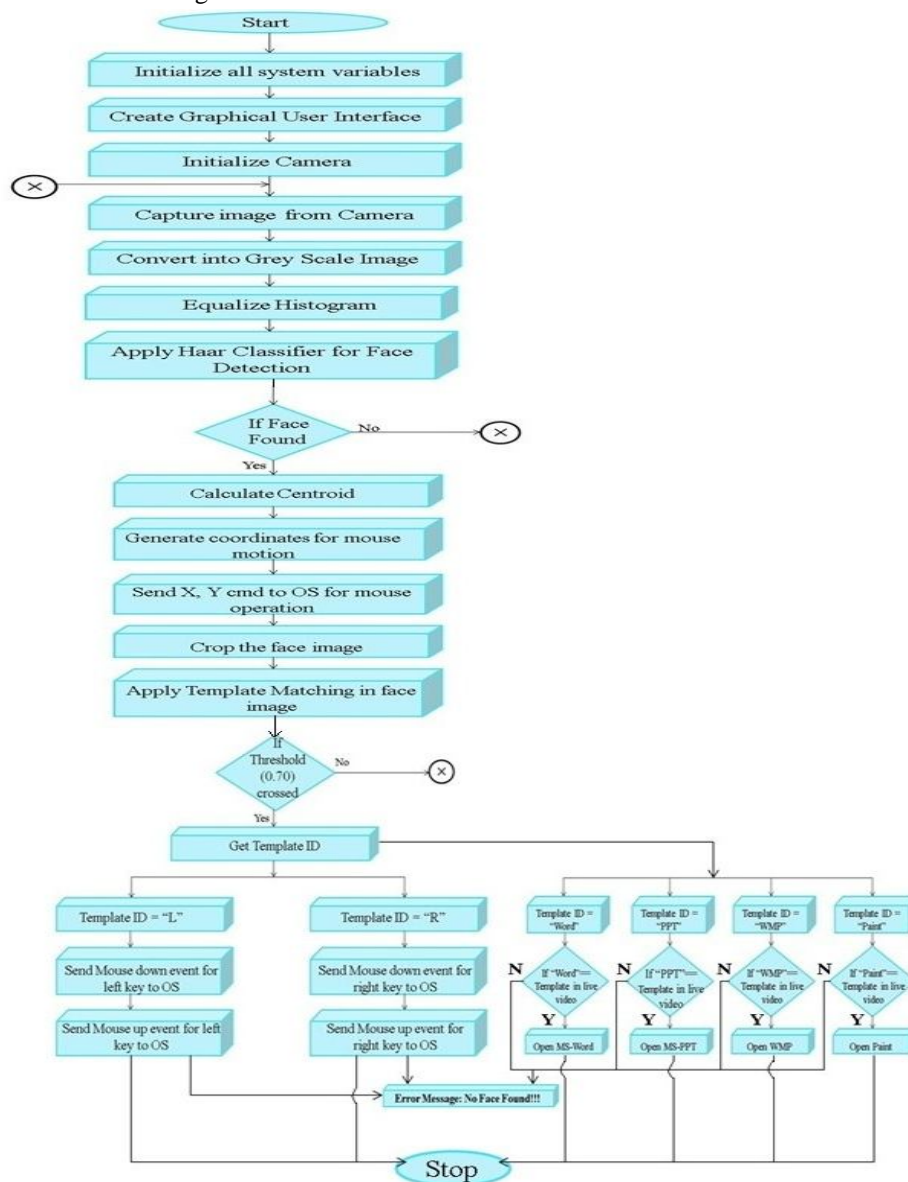 Start
Initialize all system variables
Create Graphical User Interface
Initialize Camera
X
Capture image from Camera
Convert into Grey Scale Image
Equalize Histogram
Apply Haar Classifier for Face
Detection
If Face
Found
No
X
Yes
Calculate Centroid
Generate coordinates for mouse
motion
Send X, Y cmd to OS for mouse
operation
Crop the face image
Apply Template Matching in face
image
If
Threshold
(0.70)
crossed
No
X
Yes
Get Template ID
Template ID = “L”
Send Mouse down event for
left key to OS
Send Mouse up event for left
key to OS
Template ID = “R”
Send Mouse down event for
right key to OS
Send Mouse up event for
right key to OS
Template ID =
“Word”
N
If “Word”==
Template in live
video
Y
Open MS-Word
Template ID =
“PPT”
N
If “PPT”==
Template in live
video
Y
Open MS-PPT
Template ID =
“WMP”
N
If “WMP”==
Template in live
video
Y
Open WMP
Template ID =
“Paint”
N
If “Paint”==
Template in live
video
Y
Open Paint
Error Message: No Face Found!!!
Stop